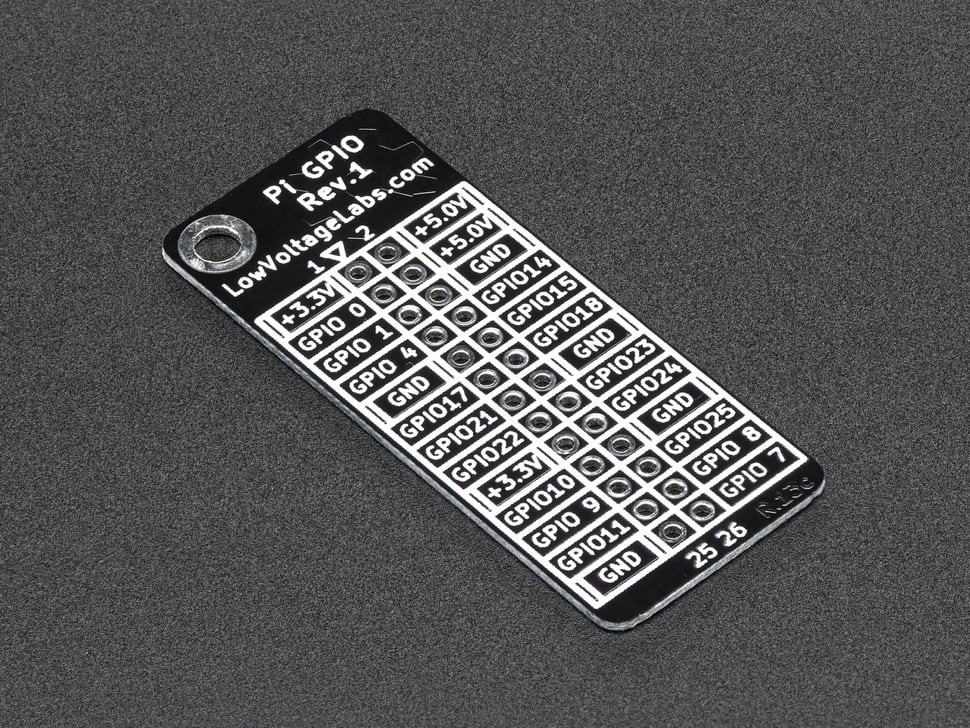 Pi GPIO
Rev.1
LowVoltageLabs.com
1 2
+3.3V +5.0V
GPIO 0 +5.0V
GPIO 1 GND
GPIO 4 GPIO14
GND GPIO15
GPIO17 GPIO18
GPIO21 GND
GPIO22 GPIO23
+3.3V GPIO24
GPIO10 GND
GPIO 9 GPIO25
GPIO11 GPIO 8
GND GPIO 7
25 26
R.13c